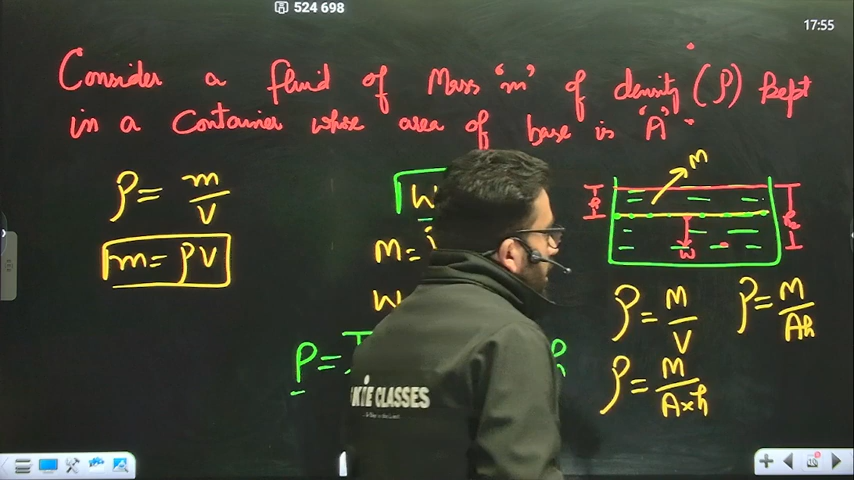 524 698
17:55
Consider a fluid of Mass 'm' of density (ρ) kept
in a Container whose area of base is 'A'.
ρ = m/V
m = ρV
W
M =
W
P =
M
h
h
W
ρ = M/V
ρ = M/Ah
ρ = M/A×h
KIE CLASSES